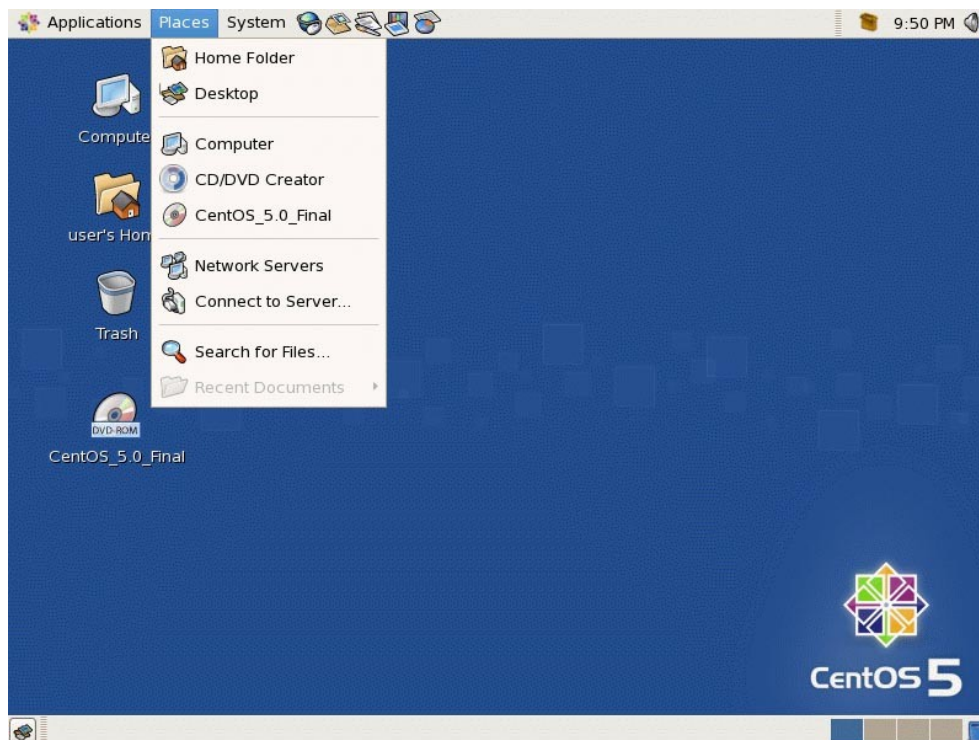 Applications Places System 9:50 PM
Home Folder
Desktop
Computer
CD/DVD Creator
CentOS_5.0_Final
Network Servers
Connect to Server...
Search for Files...
Recent Documents
Compute
user's Hom
Trash
DVD-ROM
CentOS_5.0_Final
CentOS 5